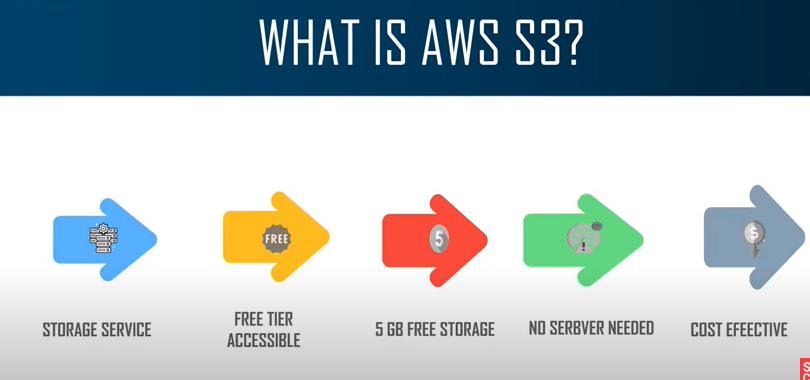 WHAT IS AWS S3?
FREE
5
$
STORAGE SERVICE
FREE TIER
ACCESSIBLE
5 GB FREE STORAGE
NO SERBVER NEEDED
COST EFEECTIVE